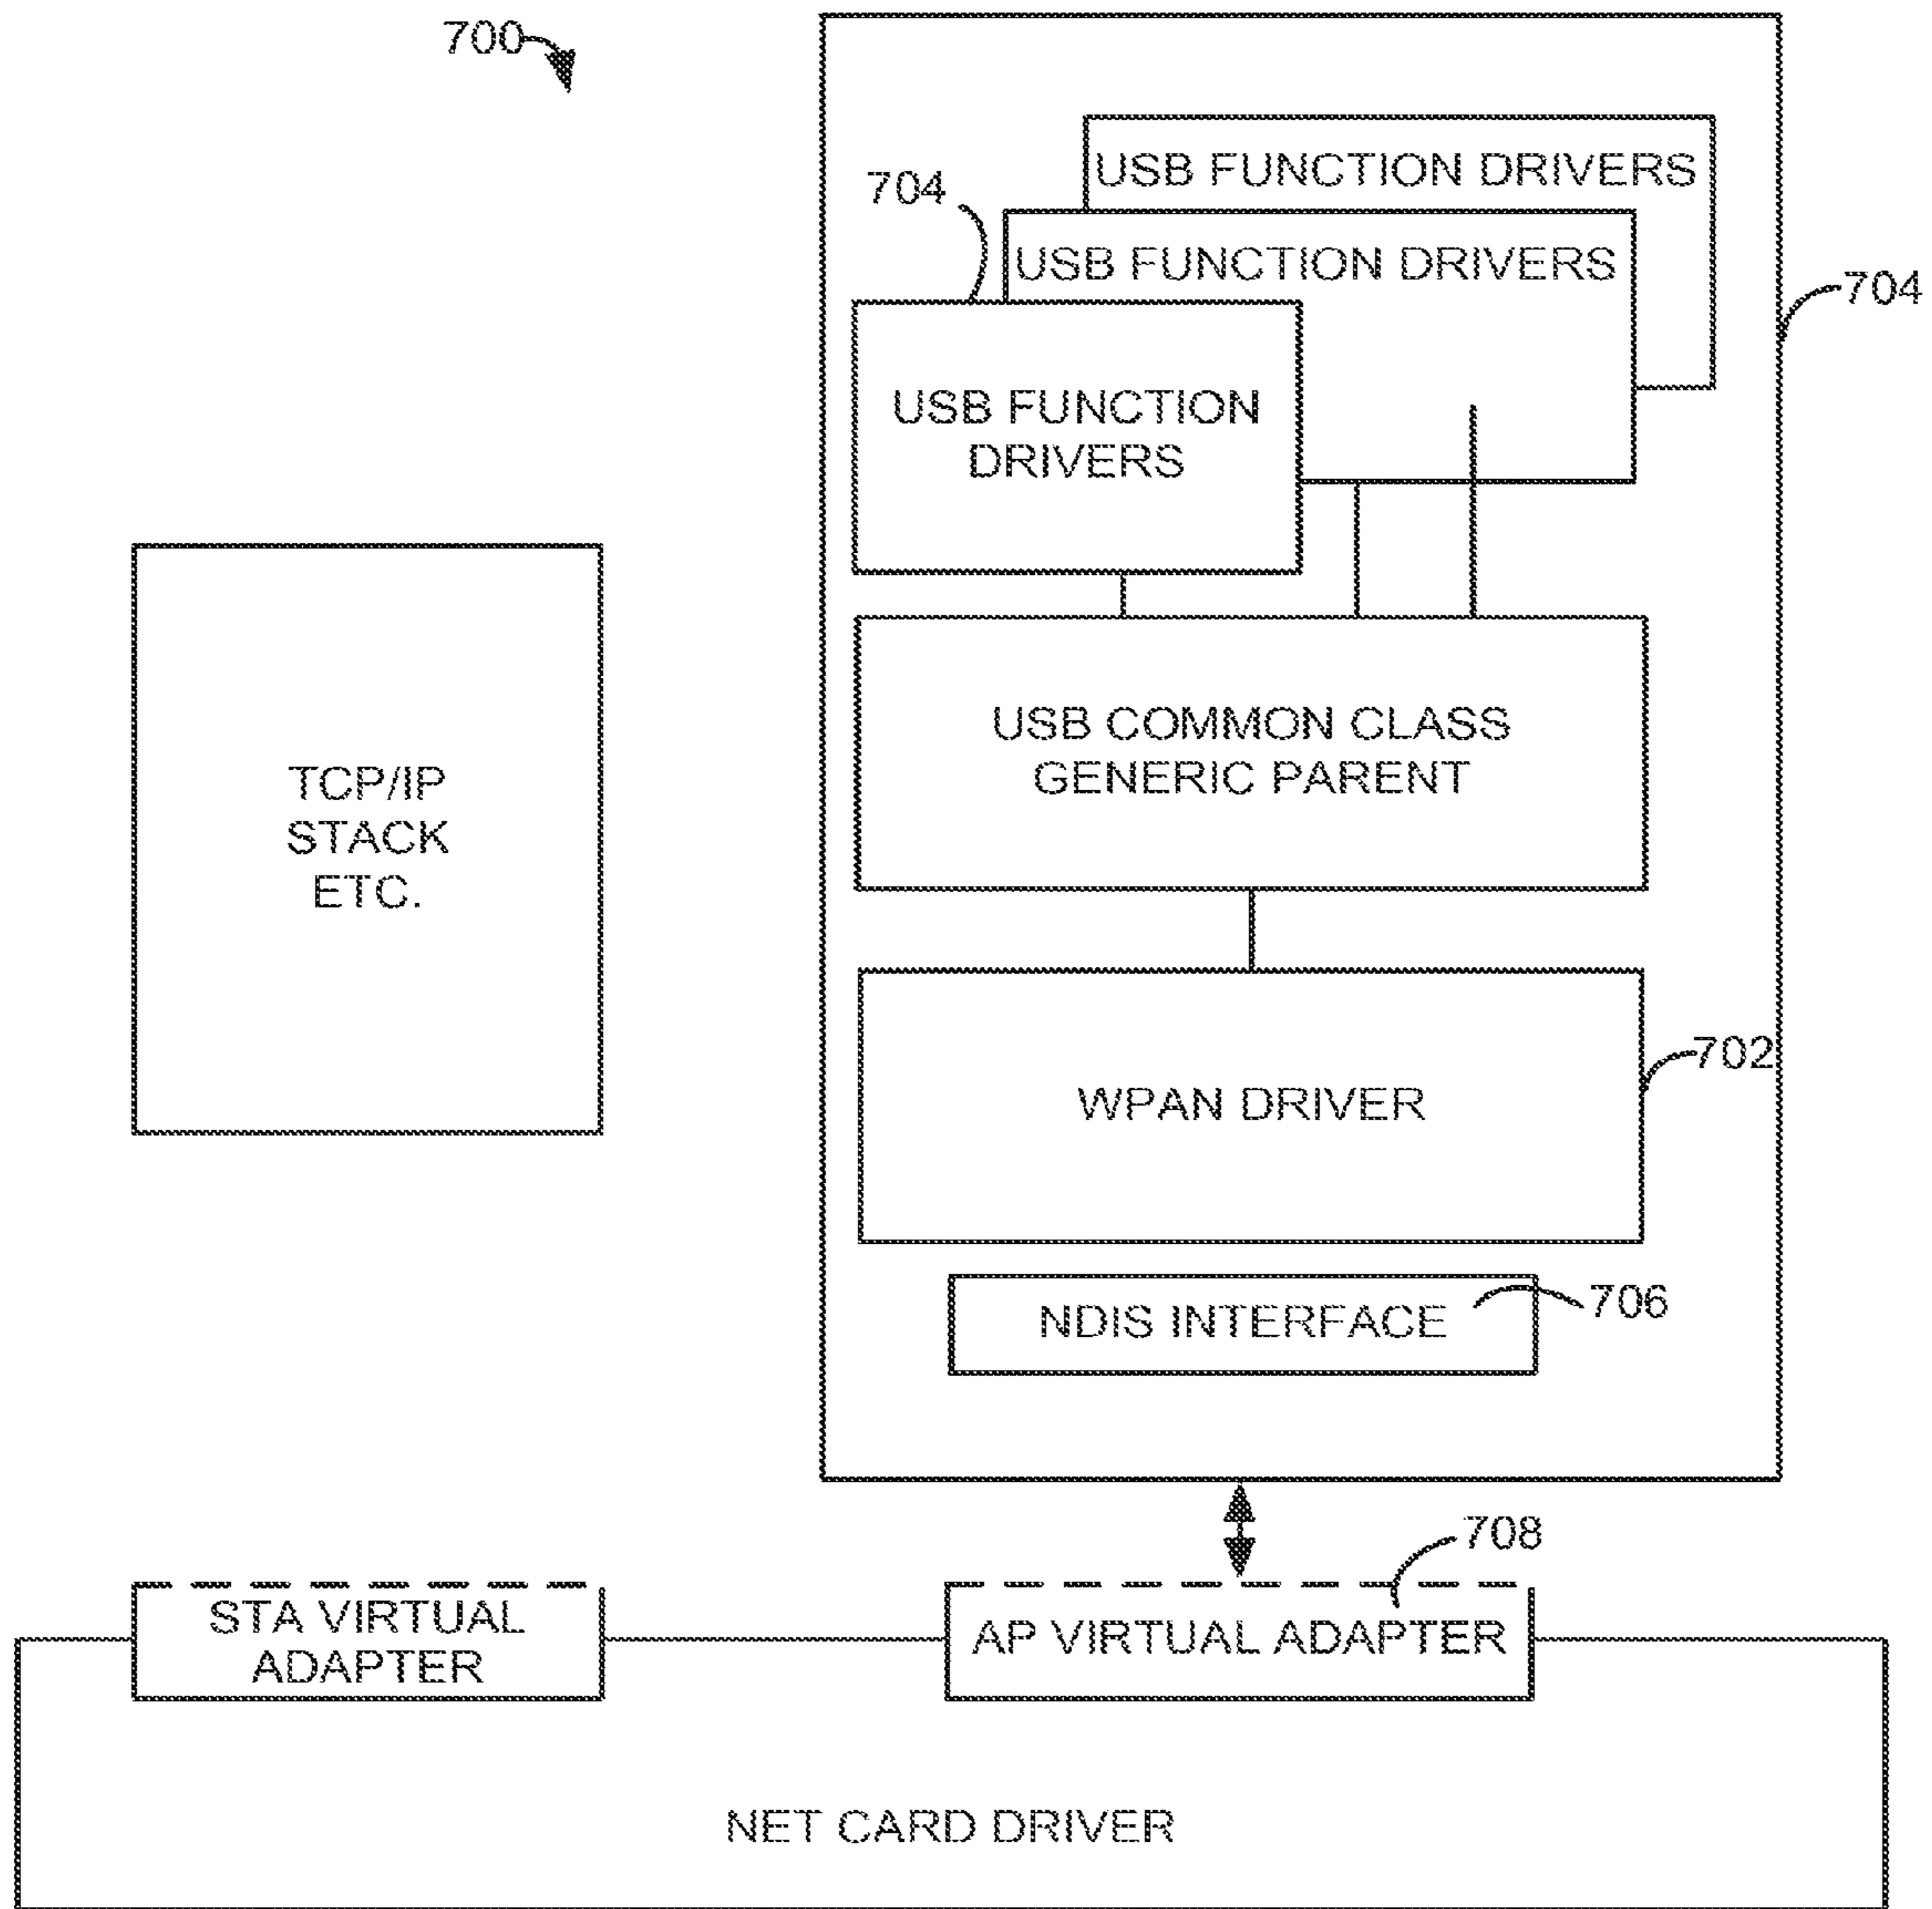 700
USB FUNCTION DRIVERS
704
USB FUNCTION DRIVERS
704
USB FUNCTION
DRIVERS
USB COMMON CLASS
GENERIC PARENT
TCP/IP
STACK
ETC.
702
WPAN DRIVER
NDIS INTERFACE
706
708
STA VIRTUAL
ADAPTER
AP VIRTUAL ADAPTER
NET CARD DRIVER